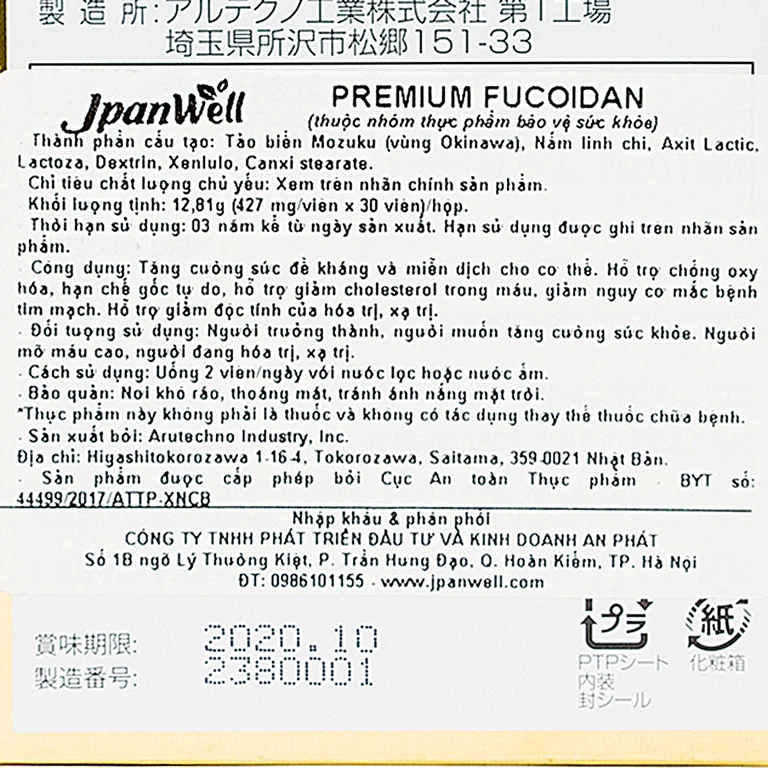 製造所:アルテクノ工業株式会社 第1工場
埼玉県所沢市松郷151-33
JpanWell
PREMIUM FUCOIDAN
(thuộc nhóm thực phẩm bảo vệ sức khỏe)
· Thành phần cấu tạo: Tảo biển Mozuku (vùng Okinawa), Nấm linh chi, Axit Lactic, Lactoza, Dextrin, Xenlulo, Canxi stearate.
· Chỉ tiêu chất lượng chủ yếu: Xem trên nhãn chính sản phẩm.
· Khối lượng tịnh: 12,81g (427 mg/viên x 30 viên)/hộp.
· Thời hạn sử dụng: 03 năm kể từ ngày sản xuất. Hạn sử dụng được ghi trên nhãn sản phẩm.
· Công dụng: Tăng cường sức đề kháng và miễn dịch cho cơ thể. Hỗ trợ chống oxy hóa, hạn chế gốc tự do, hỗ trợ giảm cholesterol trong máu, giảm nguy cơ mắc bệnh tim mạch. Hỗ trợ giảm độc tính của hóa trị, xạ trị.
· Đối tượng sử dụng: Người trưởng thành, người muốn tăng cường sức khỏe. Người mỡ máu cao, người đang hóa trị, xạ trị.
· Cách sử dụng: Uống 2 viên/ngày với nước lọc hoặc nước ấm.
· Bảo quản: Nơi khô ráo, thoáng mát, tránh ánh nắng mặt trời.
*Thực phẩm này không phải là thuốc và không có tác dụng thay thế thuốc chữa bệnh.
· Sản xuất bởi: Arutechno Industry, Inc.
Địa chỉ: Higashitokorozawa 1-16-4, Tokorozawa, Saitama, 359-0021 Nhật Bản.
· Sản phẩm được cấp phép bởi Cục An toàn Thực phẩm - BYT số:
44499/2017/ATTP-XNCB
Nhập khẩu & phân phối
CÔNG TY TNHH PHÁT TRIỂN ĐẦU TƯ VÀ KINH DOANH AN PHÁT
Số 1B ngõ Lý Thường Kiệt, P. Trần Hưng Đạo, Q. Hoàn Kiếm, TP. Hà Nội
ĐT: 0986101155 - www.jpanwell.com
賞味期限: 2020.10
製造番号: 2380001
プラ
紙
PTPシート 化粧箱
内装
封シール